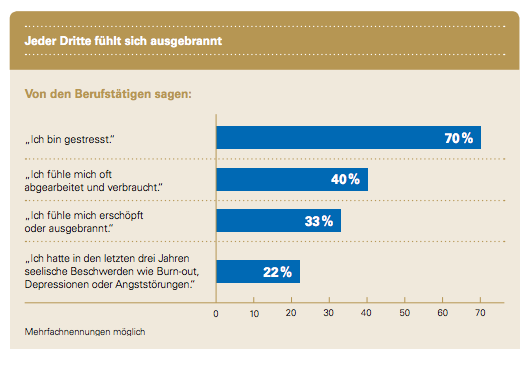 Jeder Dritte fühlt sich ausgebrannt
Von den Berufstätigen sagen:
„Ich bin gestresst.“
70 %
„Ich fühle mich oft
abgearbeitet und verbraucht.“
40 %
„Ich fühle mich erschöpft
oder ausgebrannt.“
33 %
„Ich hatte in den letzten drei Jahren
seelische Beschwerden wie Burn-out,
Depressionen oder Angststörungen.“
22 %
0 10 20 30 40 50 60 70
Mehrfachnennungen möglich